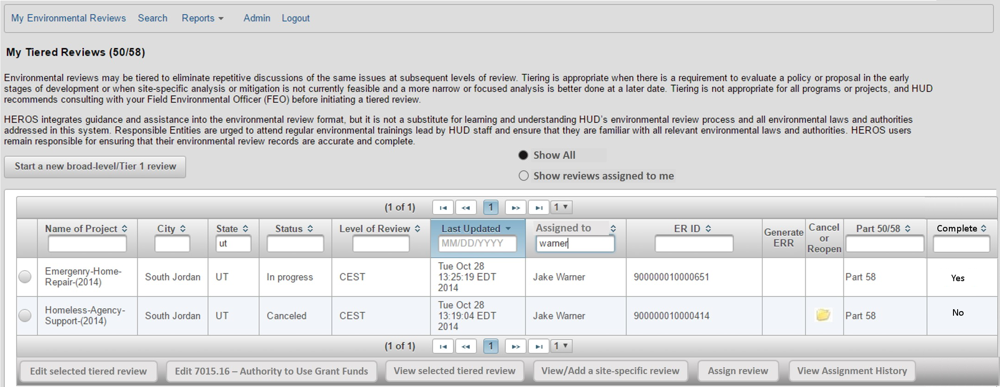 My Environmental Reviews Search Reports Admin Logout
My Tiered Reviews (50/58)
Environmental reviews may be tiered to eliminate repetitive discussions of the same issues at subsequent levels of review. Tiering is appropriate when there is a requirement to evaluate a policy or proposal in the early
stages of development or when site-specific analysis or mitigation is not currently feasible and a more narrow or focused analysis is better done at a later date. Tiering is not appropriate for all programs or projects, and HUD
recommends consulting with your Field Environmental Officer (FEO) before initiating a tiered review.
HEROS integrates guidance and assistance into the environmental review format, but it is not a substitute for learning and understanding HUD's environmental review process and all environmental laws and authorities
addressed in this system. Responsible Entities are urged to attend regular environmental trainings lead by HUD staff and ensure that they are familiar with all relevant environmental laws and authorities. HEROS users
remain responsible for ensuring that their environmental review records are accurate and complete.
Show All
Start a new broad-level/Tier 1 review
Show reviews assigned to me
(1 of 1) 1 1
Name of Project City State Status Level of Review Last Updated Assigned to ER ID Generate ERR Cancel or Reopen Part 50/58 Complete
ut MM/DD/YYYY warner
Emergenry-Home-
Repair-(2014)
South Jordan UT In progress CEST
Tue Oct 28
13:25:19 EDT
2014
Jake Warner 900000010000651 Part 58 Yes
Homeless-Agency-
Support-(2014)
South Jordan UT Canceled CEST
Tue Oct 28
13:19:04 EDT
2014
Jake Warner 900000010000414 Part 58 No
(1 of 1) 1 1
Edit selected tiered review Edit 7015.16 – Authority to Use Grant Funds View selected tiered review View/Add a site-specific review Assign review View Assignment History